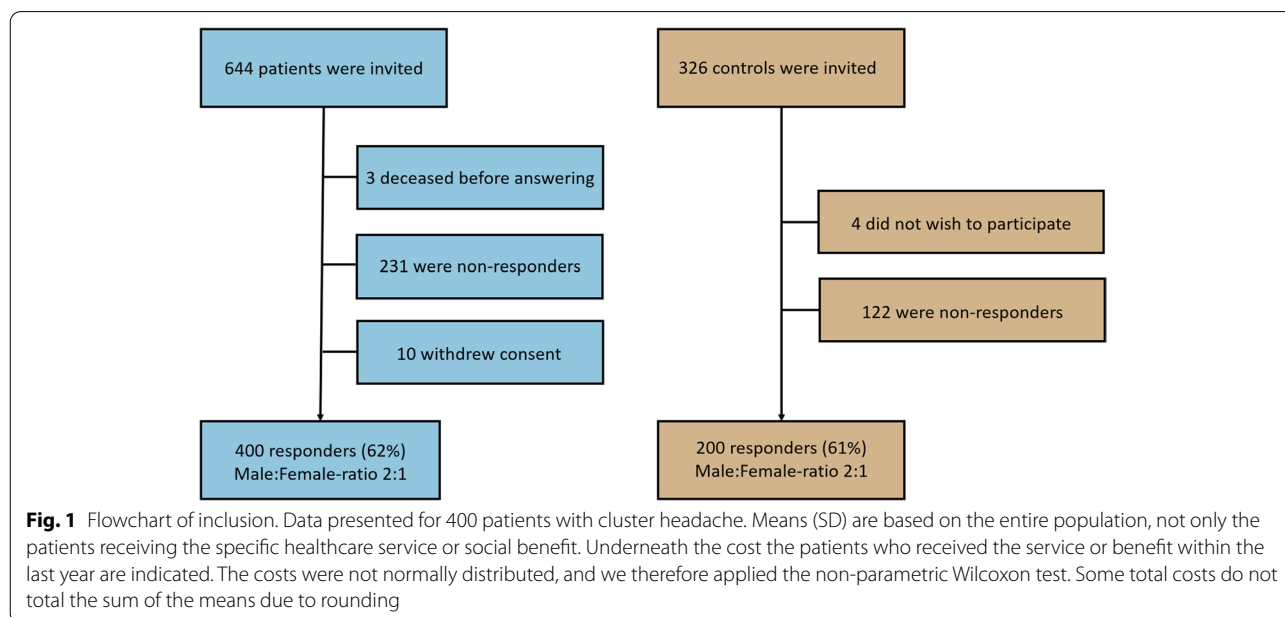 644 patients were invited
3 deceased before answering
231 were non-responders
10 withdrew consent
400 responders (62%)
Male:Female-ratio 2:1
326 controls were invited
4 did not wish to participate
122 were non-responders
200 responders (61%)
Male:Female-ratio 2:1
Fig. 1 Flowchart of inclusion. Data presented for 400 patients with cluster headache. Means (SD) are based on the entire population, not only the
patients receiving the specific healthcare service or social benefit. Underneath the cost the patients who received the service or benefit within the
last year are indicated. The costs were not normally distributed, and we therefore applied the non-parametric Wilcoxon test. Some total costs do not
total the sum of the means due to rounding